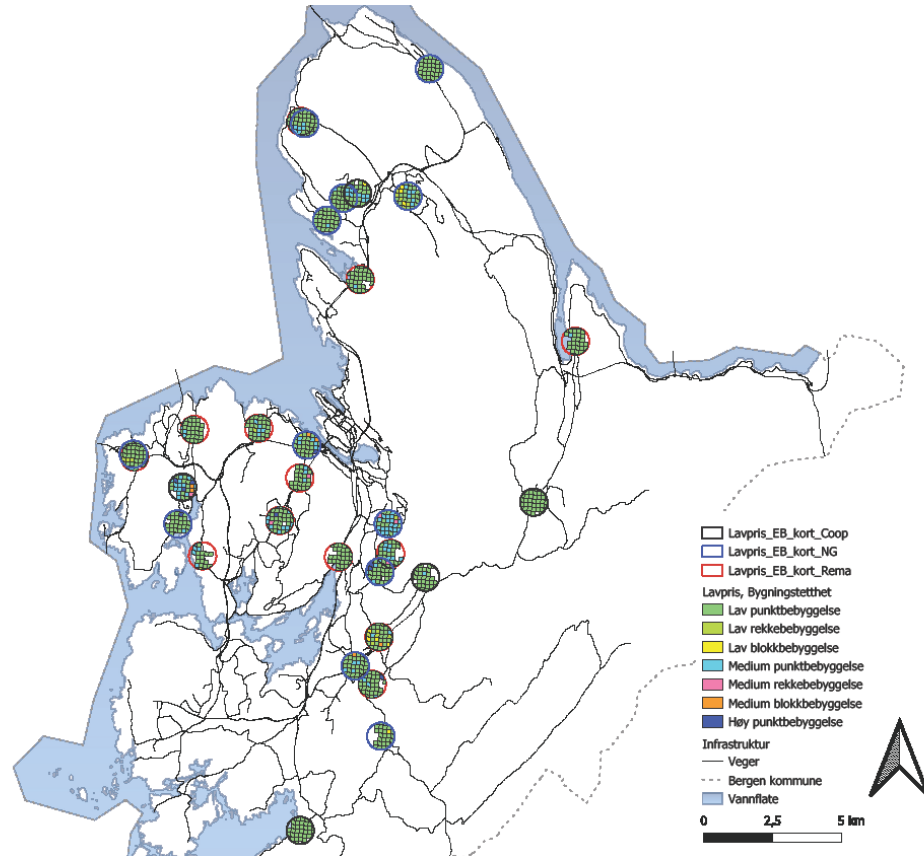 Lavpris_EB_kort_Coop
Lavpris_EB_kort_NG
Lavpris_EB_kort_Rema
Lavpris, Bygningstetthet
Lav punktbebyggelse
Lav rekkebebyggelse
Lav blokkbebyggelse
Medium punktbebyggelse
Medium rekkebebyggelse
Medium blokkbebyggelse
Høy punktbebyggelse
Infrastruktur
Veger
Bergen kommune
Vannflate
0 2,5 5 km